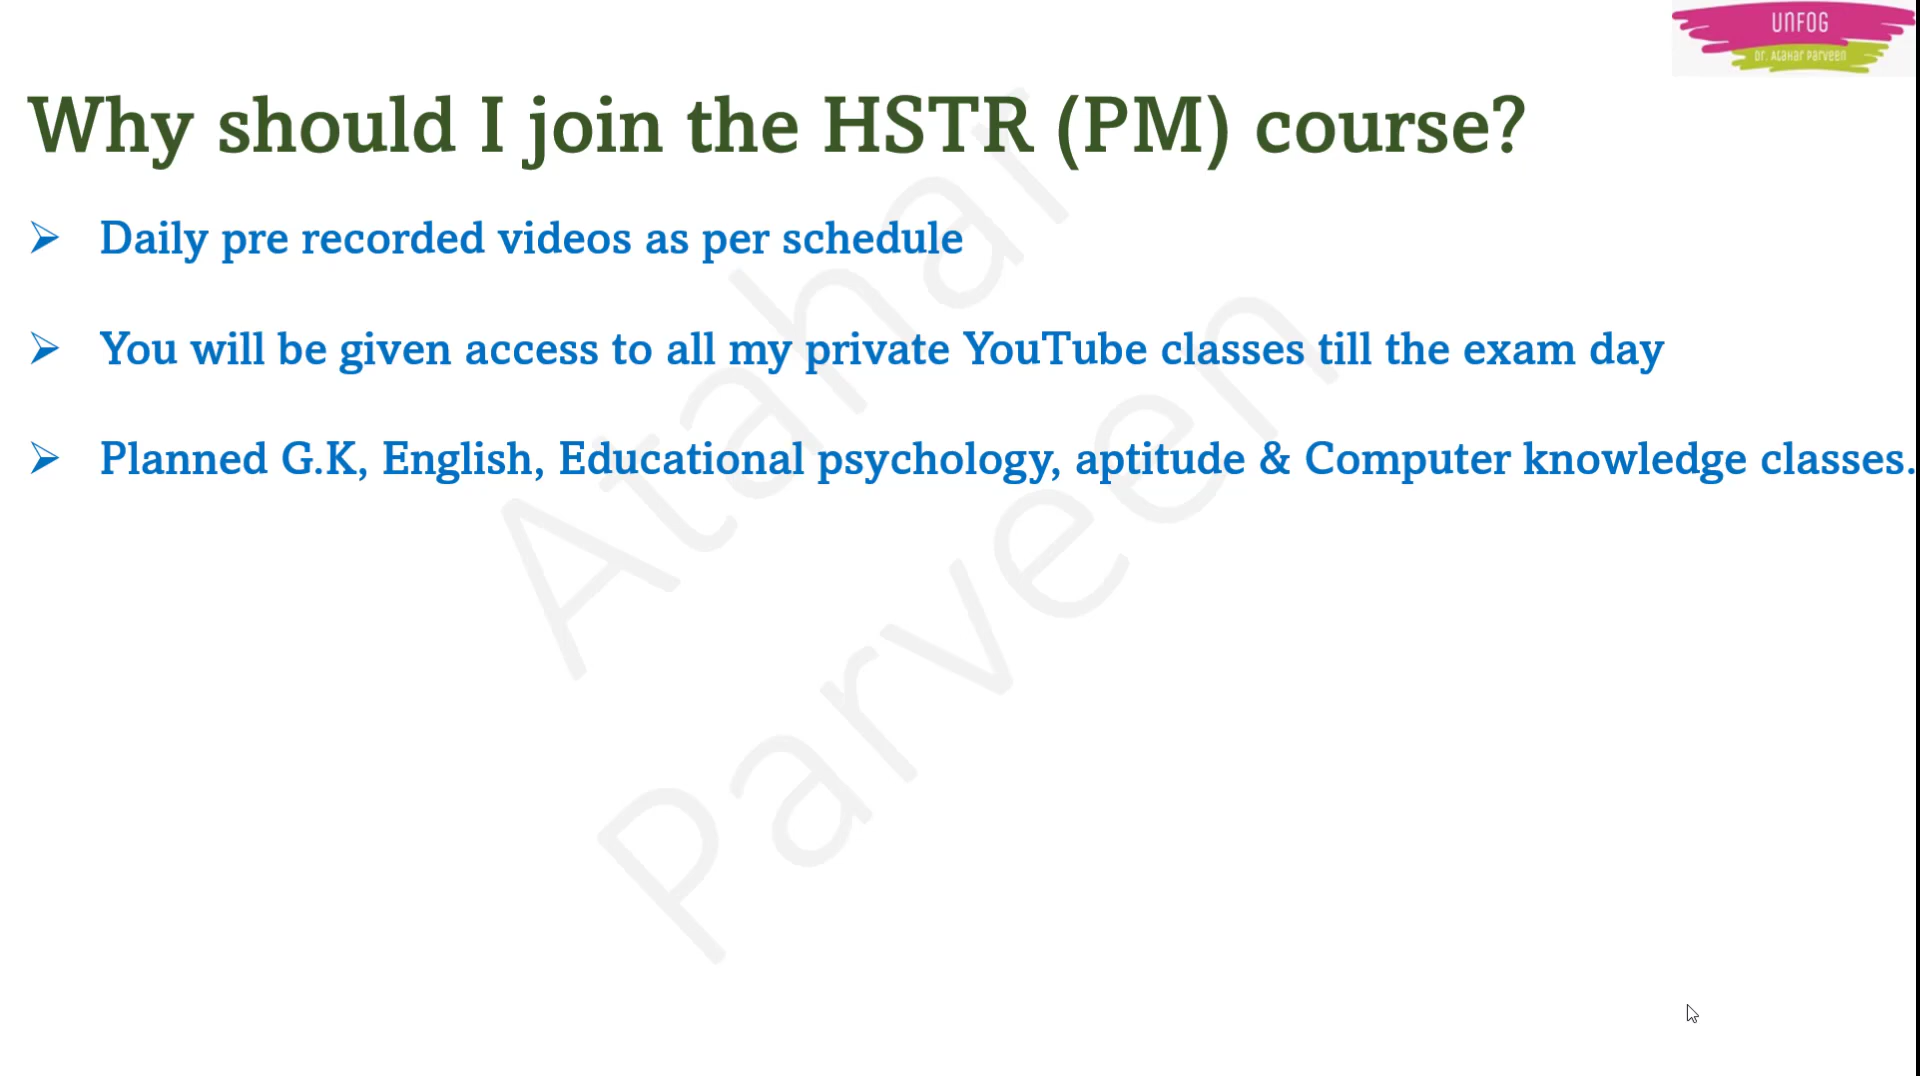 UNFOG
Dr. Atahar Parveen
Why should I join the HSTR (PM) course?
➢ Daily pre recorded videos as per schedule
➢ You will be given access to all my private YouTube classes till the exam day
➢ Planned G.K, English, Educational psychology, aptitude & Computer knowledge classes.
Atahar
Parveen